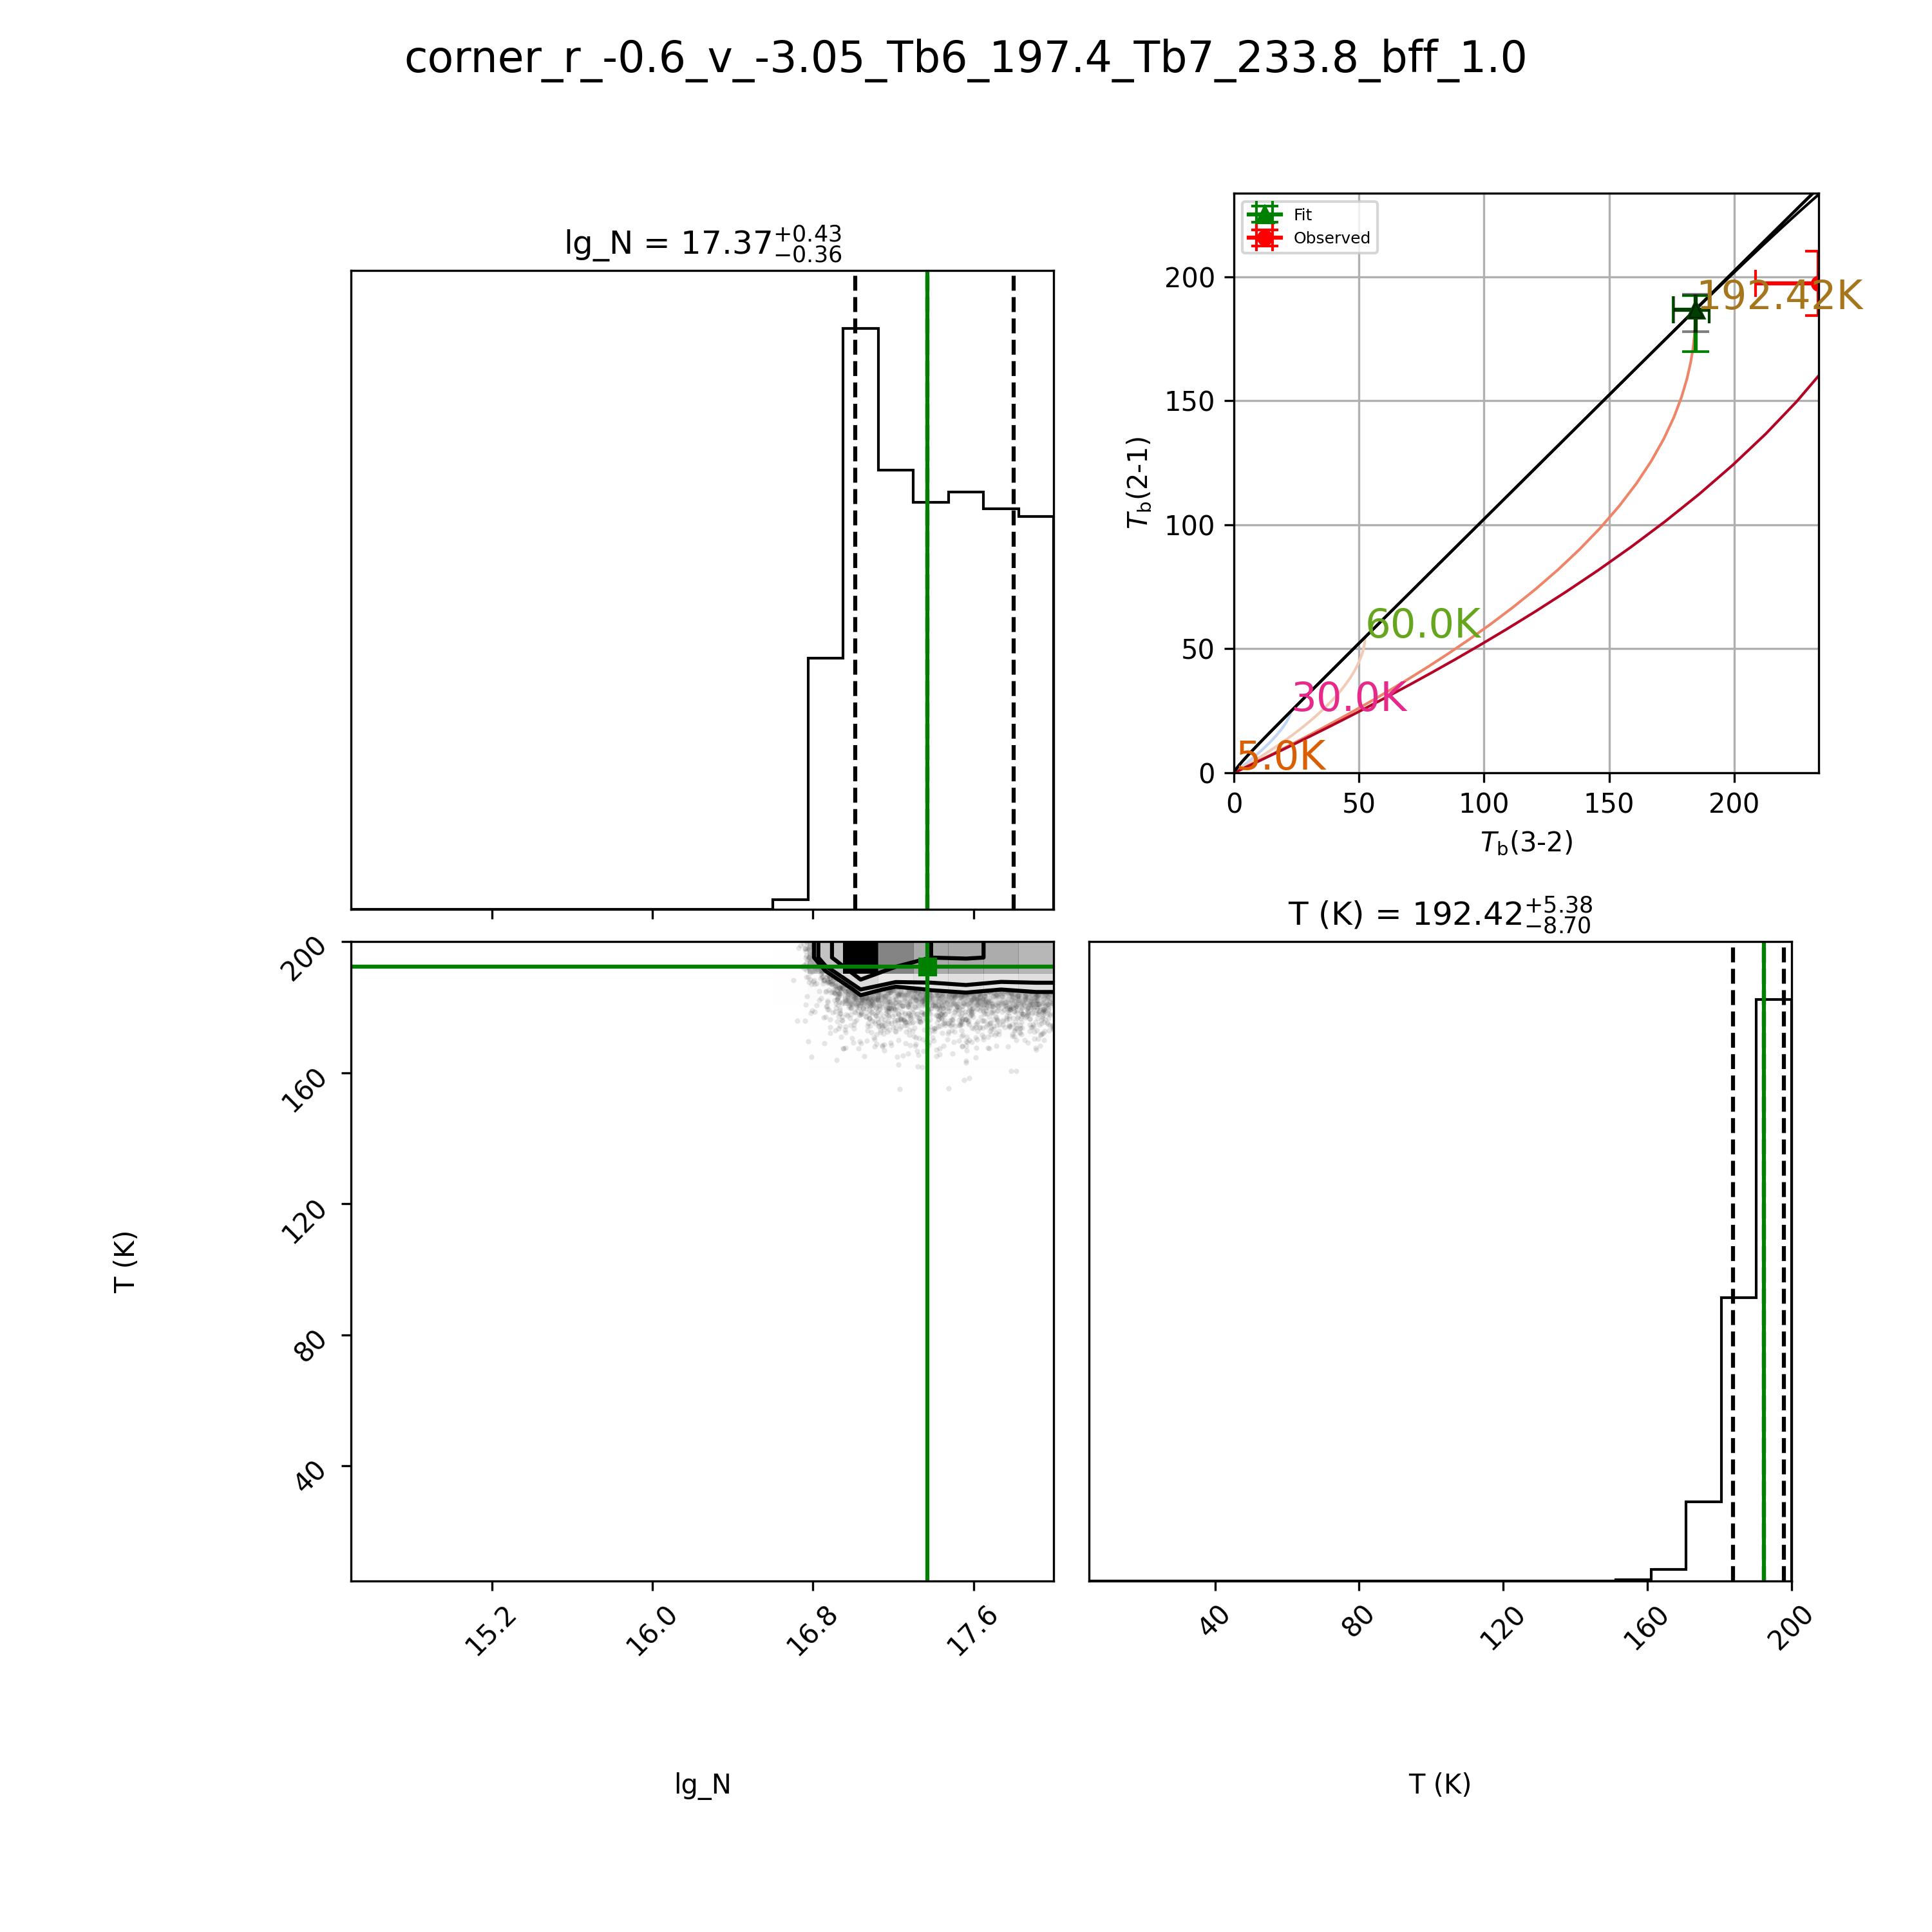 corner_r_-0.6_v_-3.05_Tb6_197.4_Tb7_233.8_bff_1.0
lg_N = 17.37+0.43−0.36
Fit
Observed
200
150
100
50
0
192.42K
60.0K
30.0K
5.0K
Tb(2-1)
0 50 100 150 200
Tb(3-2)
T (K) = 192.42+5.38−8.70
200
160
120
80
40
T (K)
15.2 16.0 16.8 17.6
lg_N
40 80 120 160 200
T (K)